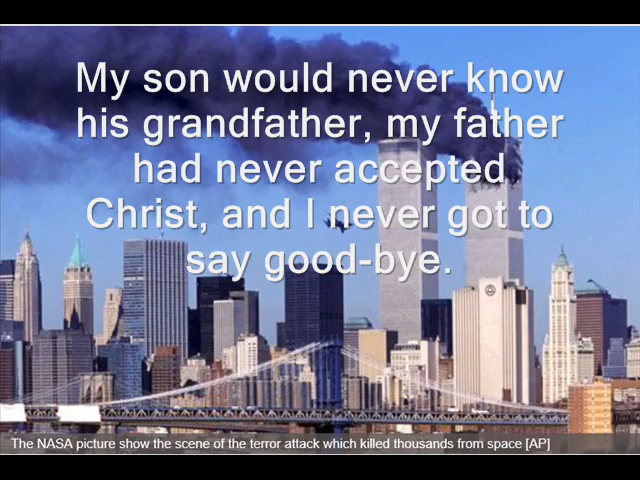 My son would never know
his grandfather, my father
had never accepted
Christ, and I never got to
say good-bye.
The NASA picture show the scene of the terror attack which killed thousands from space [AP]